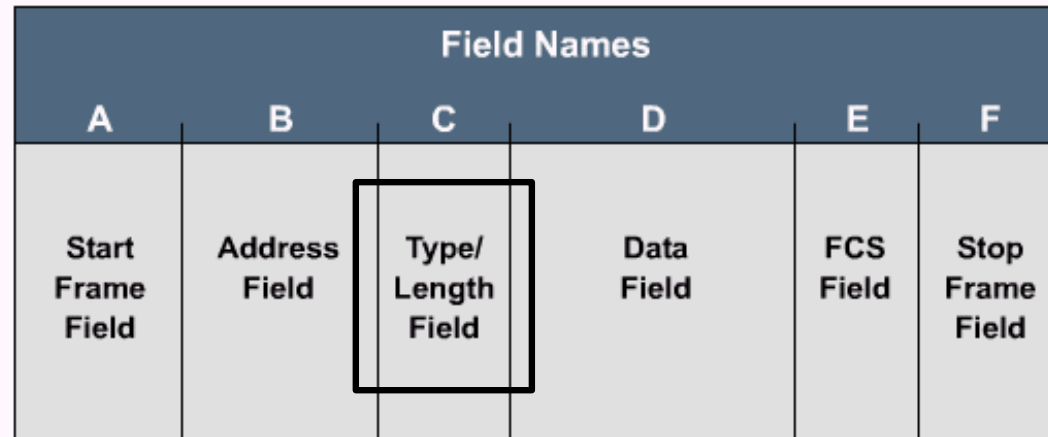 Field Names
A B C D E F
Start Frame Field
Address Field
Type/ Length Field
Data Field
FCS Field
Stop Frame Field